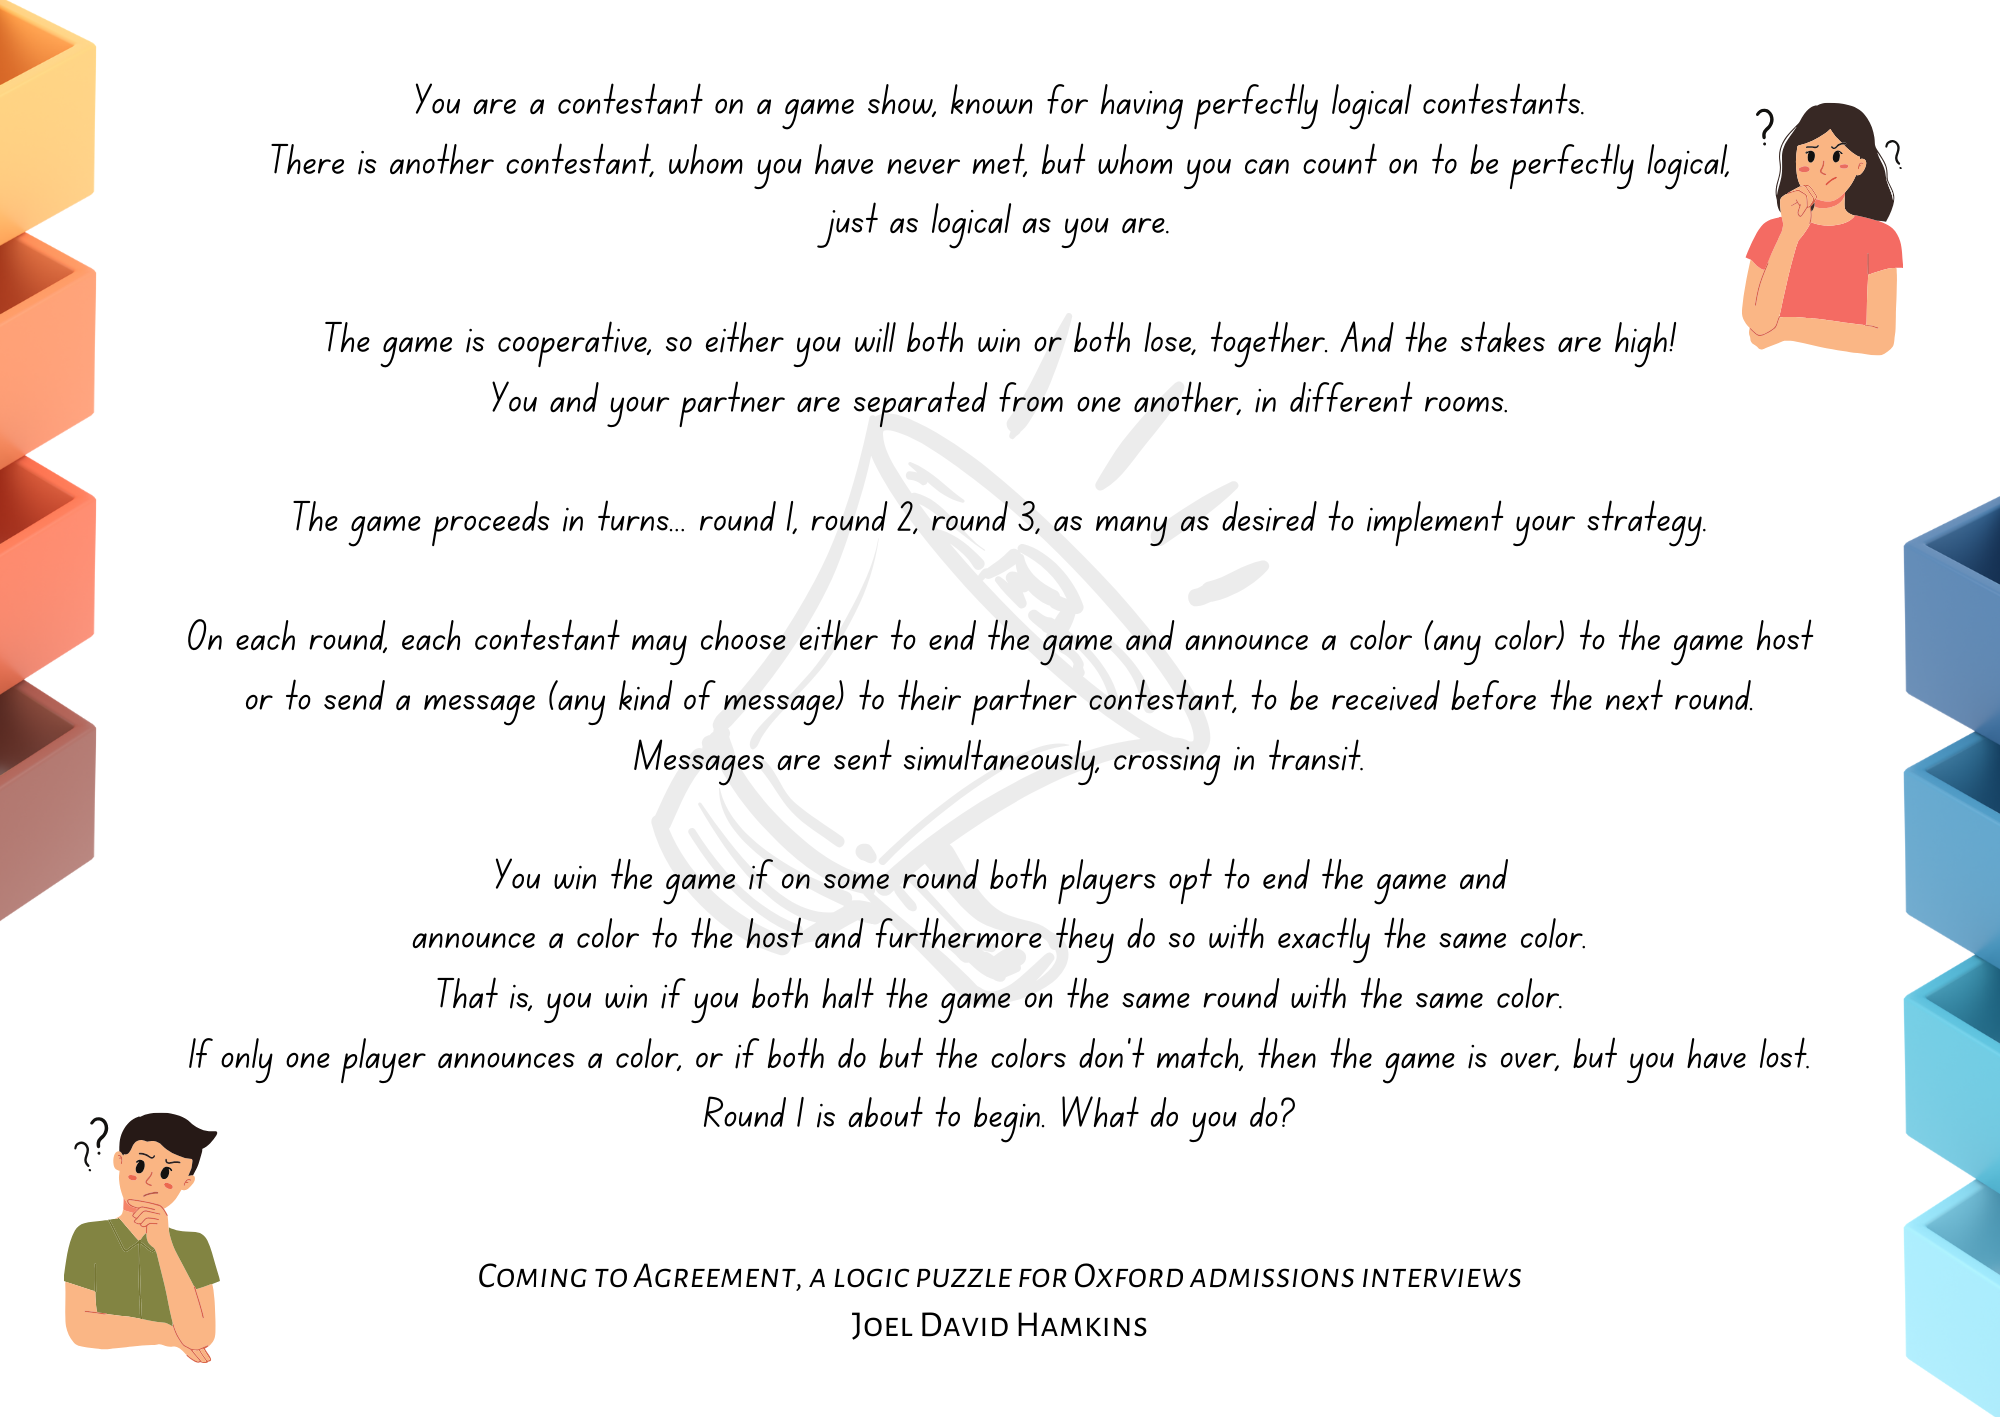 You are a contestant on a game show, known for having perfectly logical contestants.
There is another contestant, whom you have never met, but whom you can count on to be perfectly logical,
just as logical as you are.
The game is cooperative, so either you will both win or both lose, together. And the stakes are high!
You and your partner are separated from one another, in different rooms.
The game proceeds in turns... round 1, round 2, round 3, as many as desired to implement your strategy.
On each round, each contestant may choose either to end the game and announce a color (any color) to the game host
or to send a message (any kind of message) to their partner contestant, to be received before the next round.
Messages are sent simultaneously, crossing in transit.
You win the game if on some round both players opt to end the game and
announce a color to the host and furthermore they do so with exactly the same color.
That is, you win if you both halt the game on the same round with the same color.
If only one player announces a color, or if both do but the colors don't match, then the game is over, but you have lost.
Round 1 is about to begin. What do you do?
Coming to Agreement, a logic puzzle for Oxford admissions interviews
Joel David Hamkins